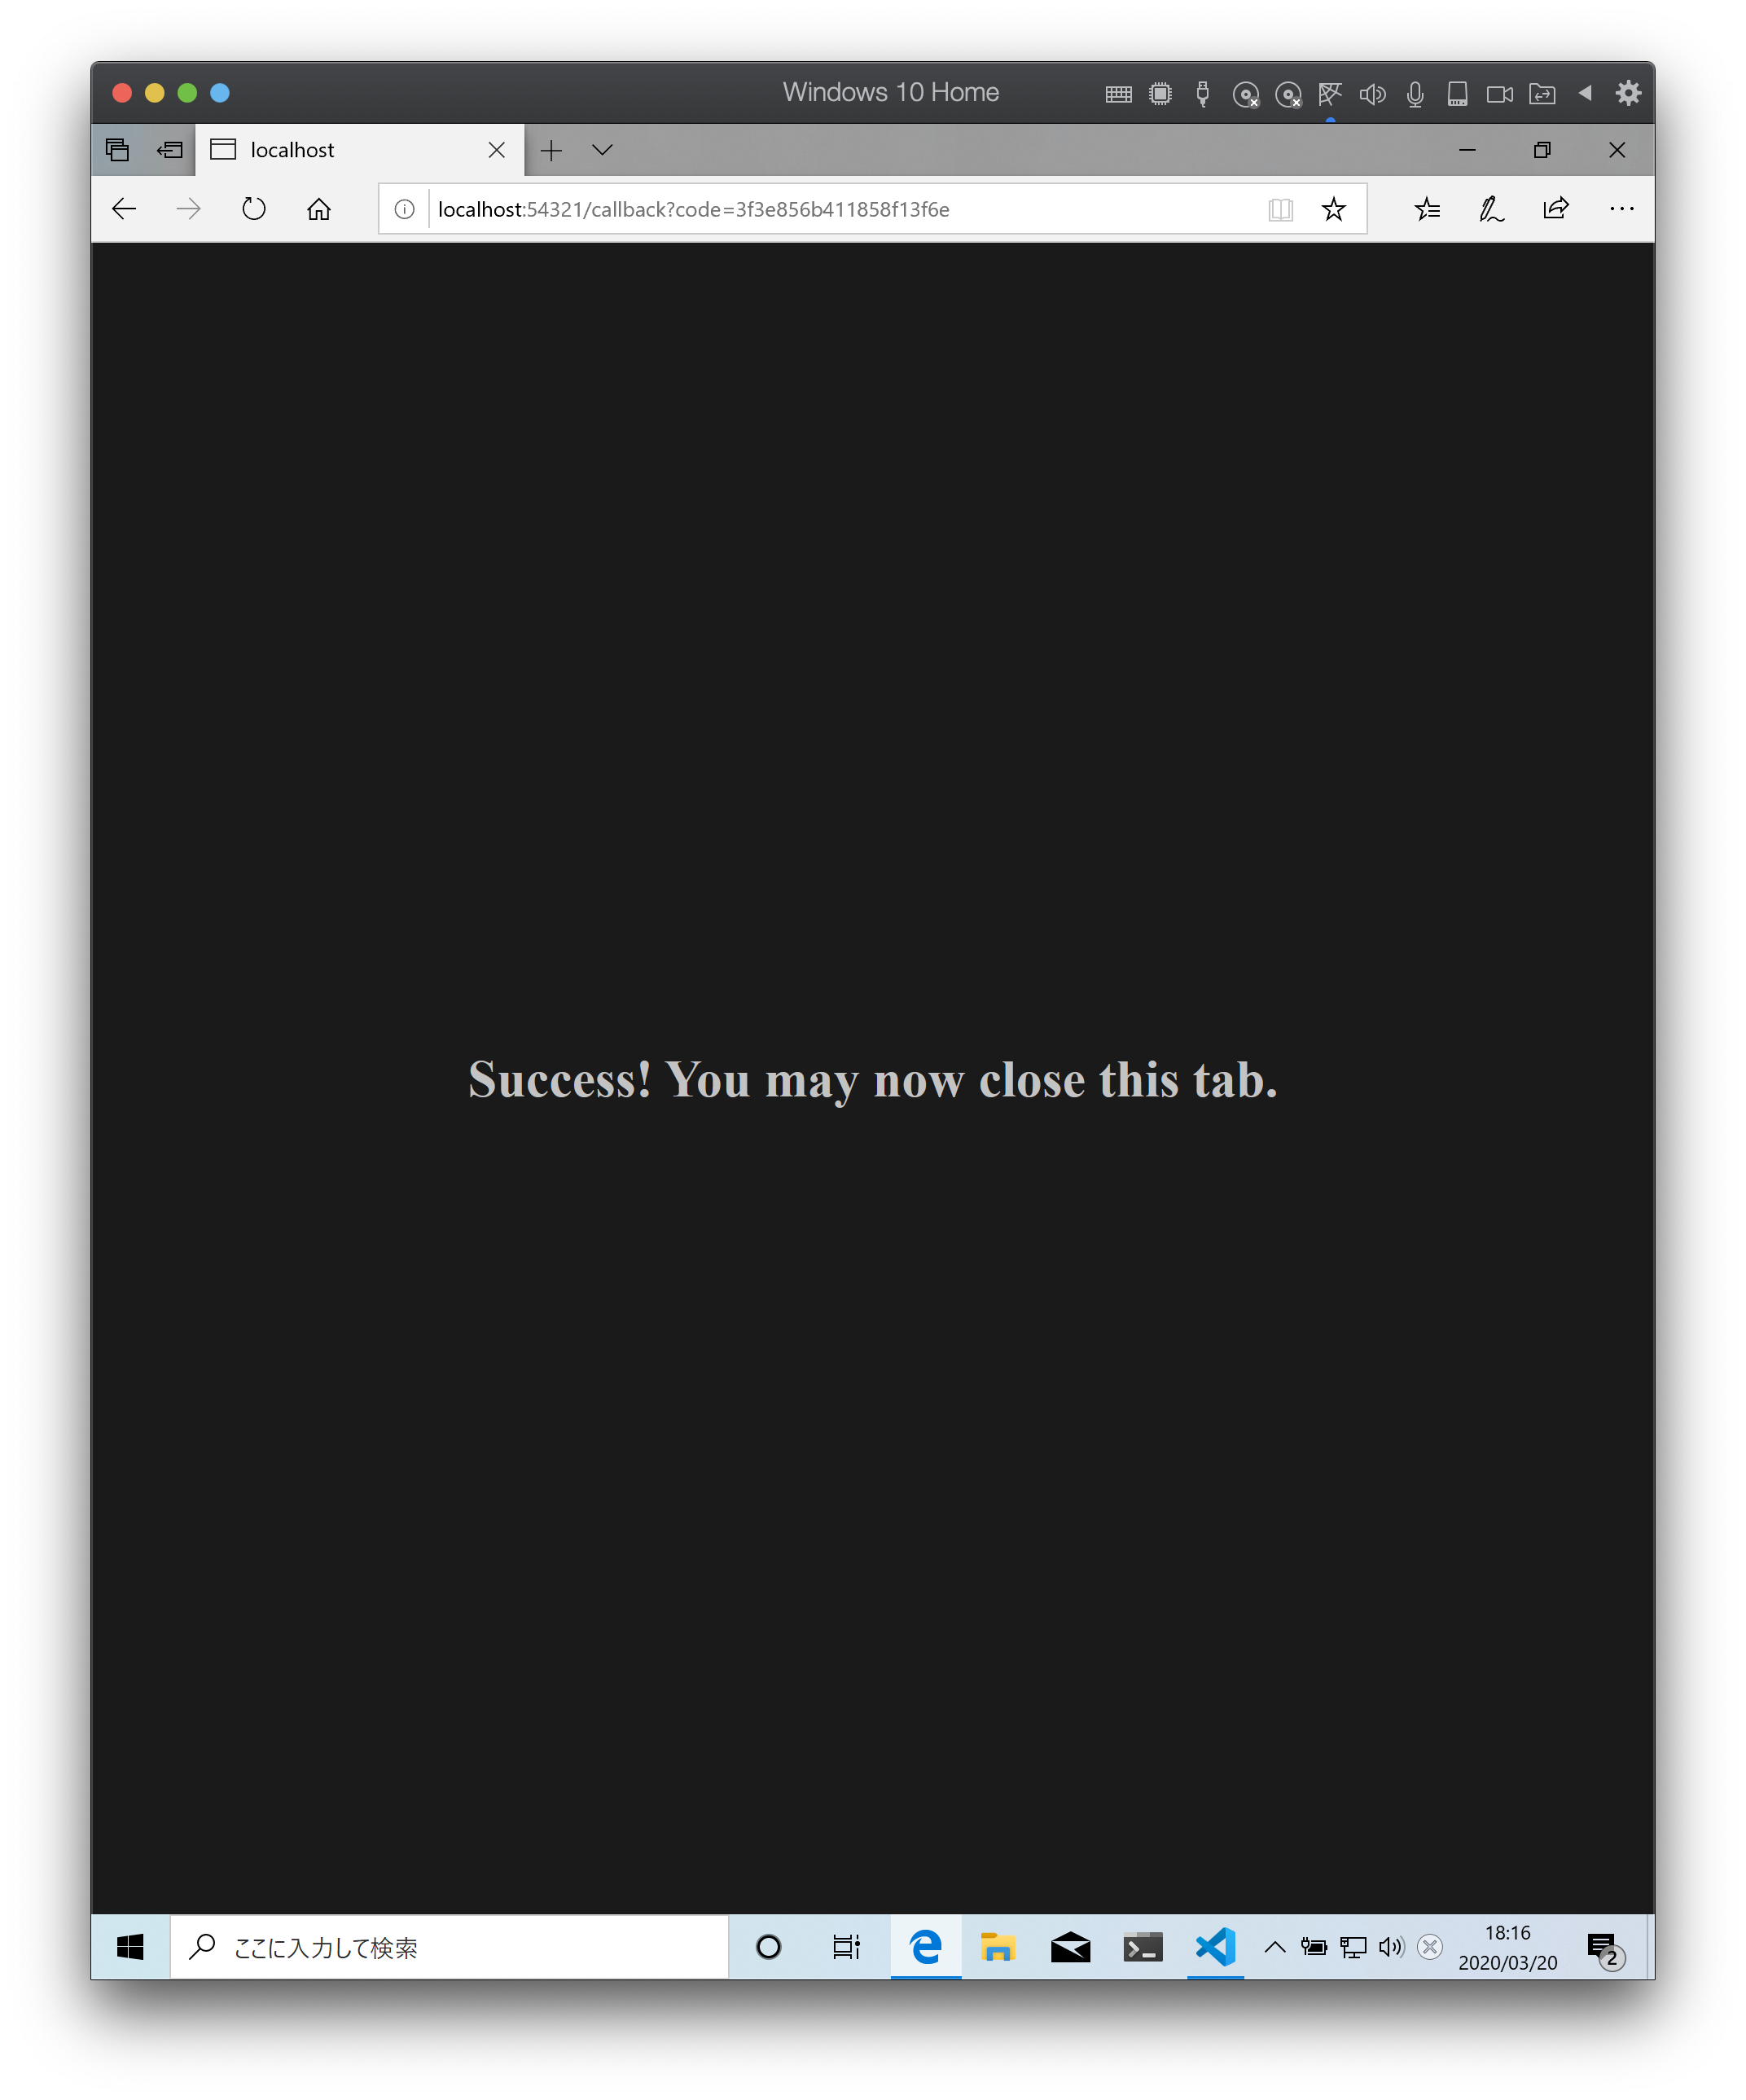 Windows 10 Home
localhost
localhost:54321/callback?code=3f3e856b411858f13f6e
Success! You may now close this tab.
ここに入力して検索
18:16
2020/03/20
2